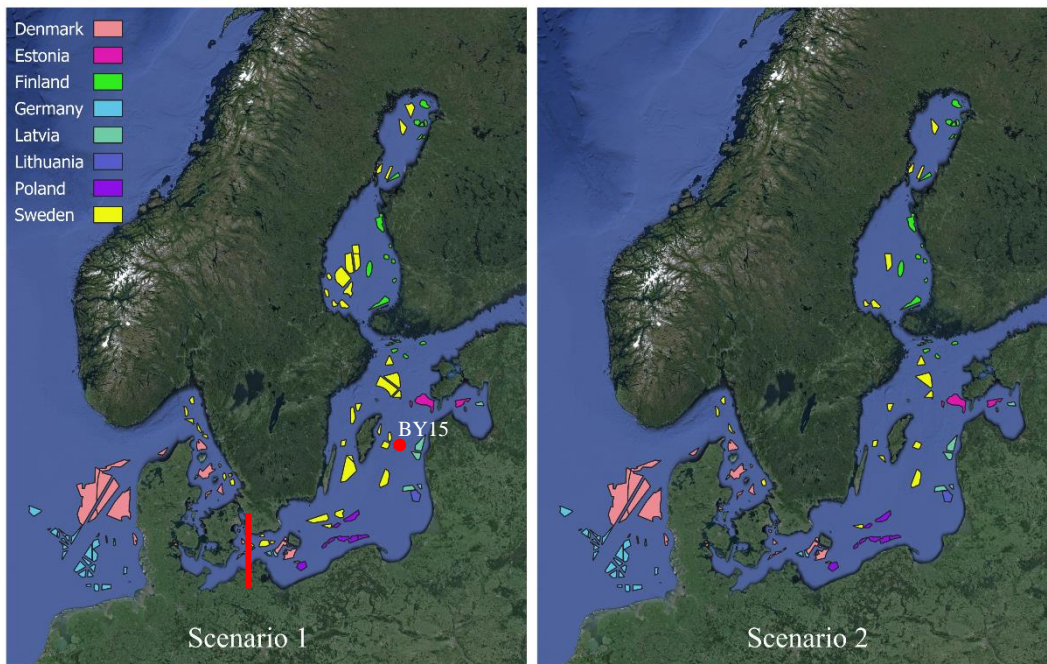 Denmark
Estonia
Finland
Germany
Latvia
Lithuania
Poland
Sweden
BY15
Scenario 1
Scenario 2